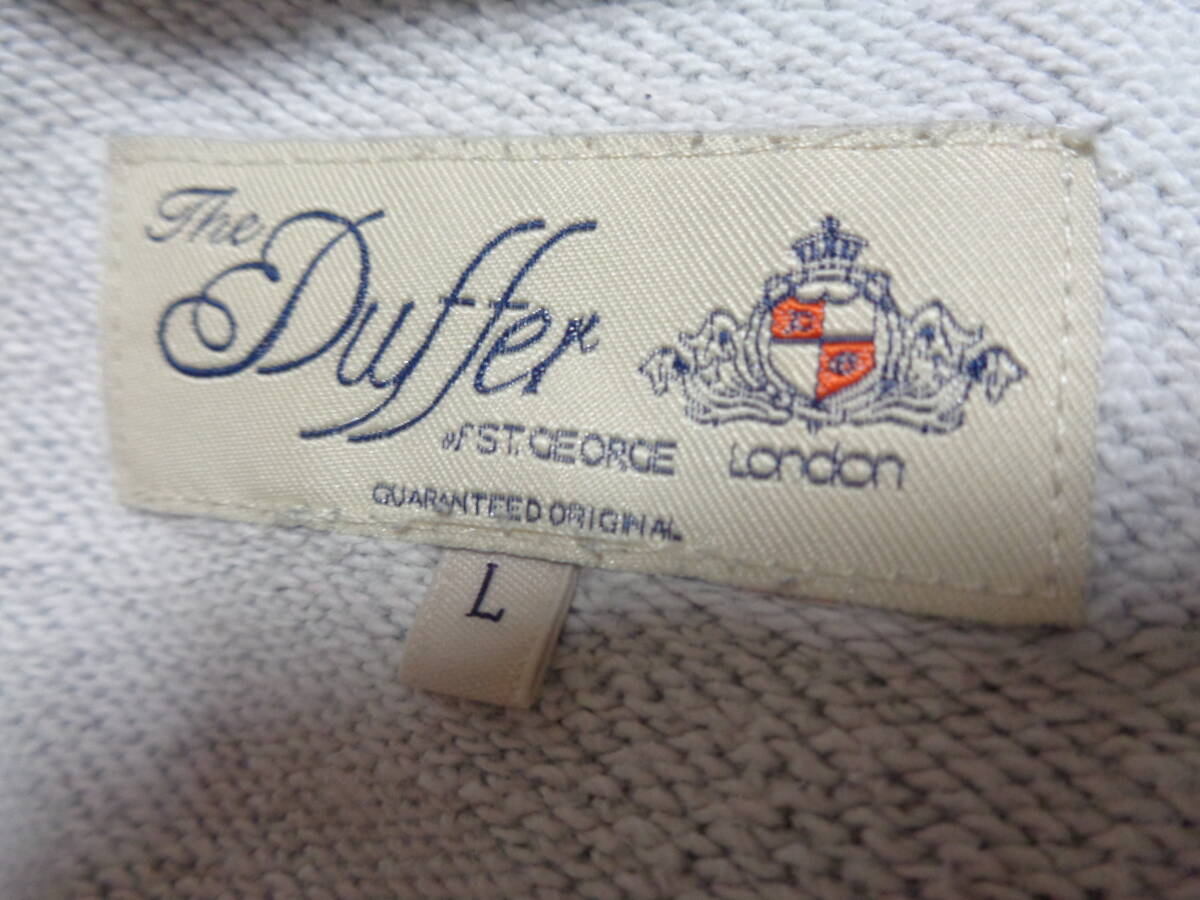 The
Duffer
of ST. GEORGE
London
GUARANTEED ORIGINAL
L